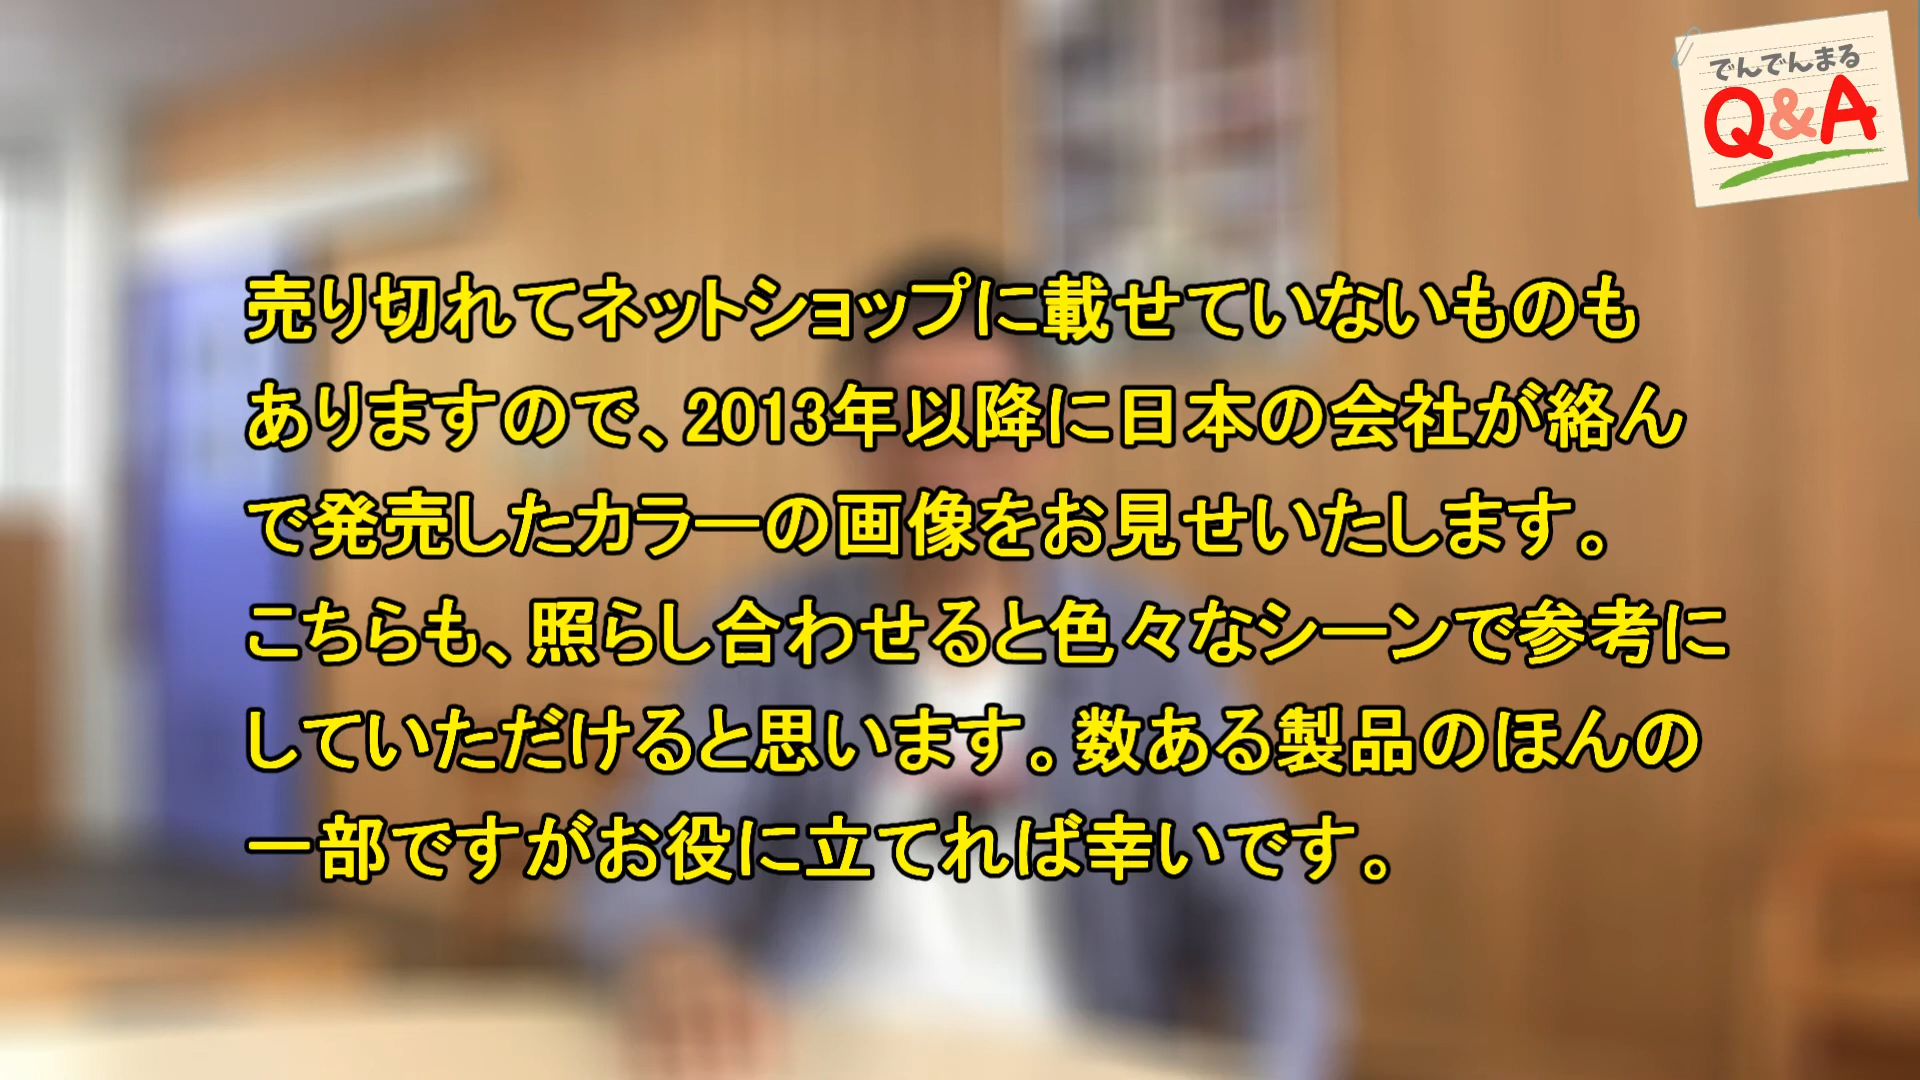 でんでんまる
Q&A
売り切れてネットショップに載せていないものも
ありますので、2013年以降に日本の会社が絡ん
で発売したカラーの画像をお見せいたします。
こちらも、照らし合わせると色々なシーンで参考に
していただけると思います。数ある製品のほんの
一部ですがお役に立てれば幸いです。